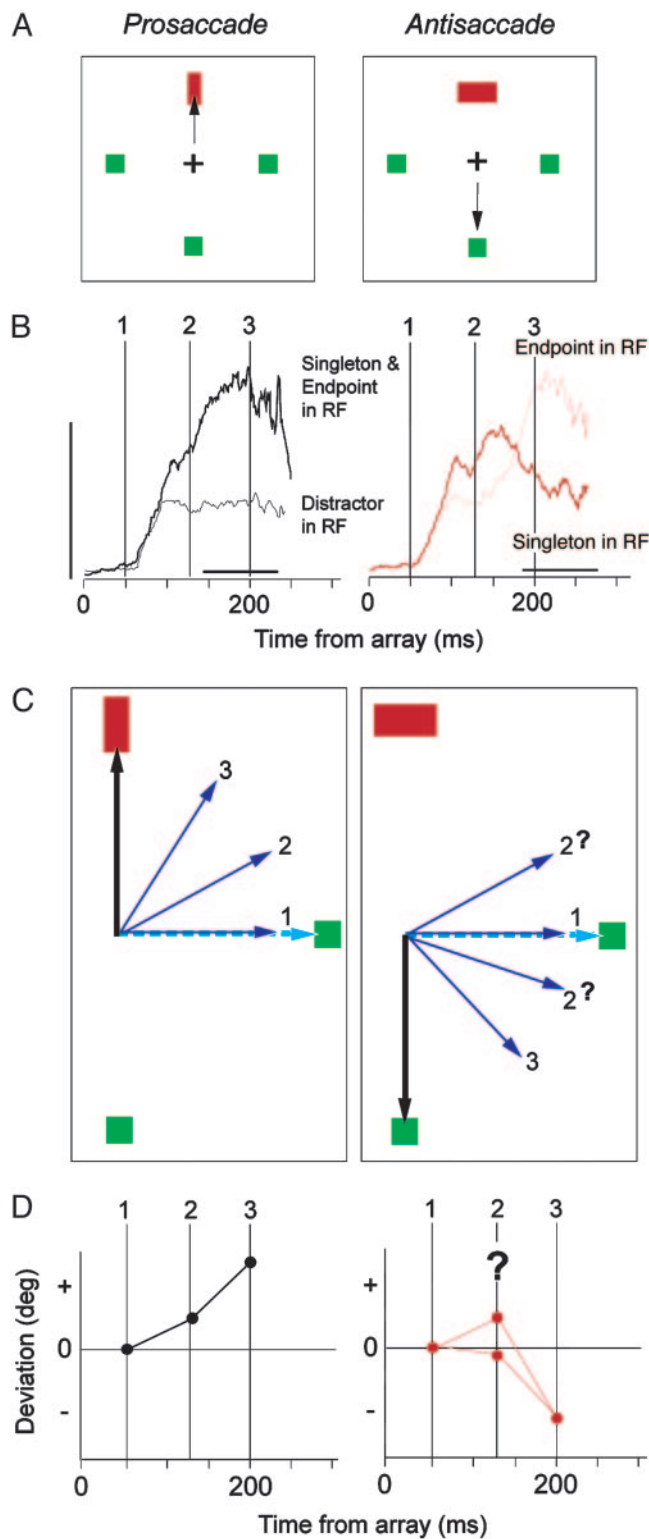 A
Prosaccade
Antisaccade
+
+
B
1 2 3
Singleton &
Endpoint
in RF
Distractor
in RF
1 2 3
Endpoint in RF
Singleton in RF
0 200
0 200
Time from array (ms)
C
3
2
1
2?
1
2?
3
D
1 2 3
1 2 3
?
Deviation (deg)
+
0
-
+
0
-
0 200
0 200
Time from array (ms)